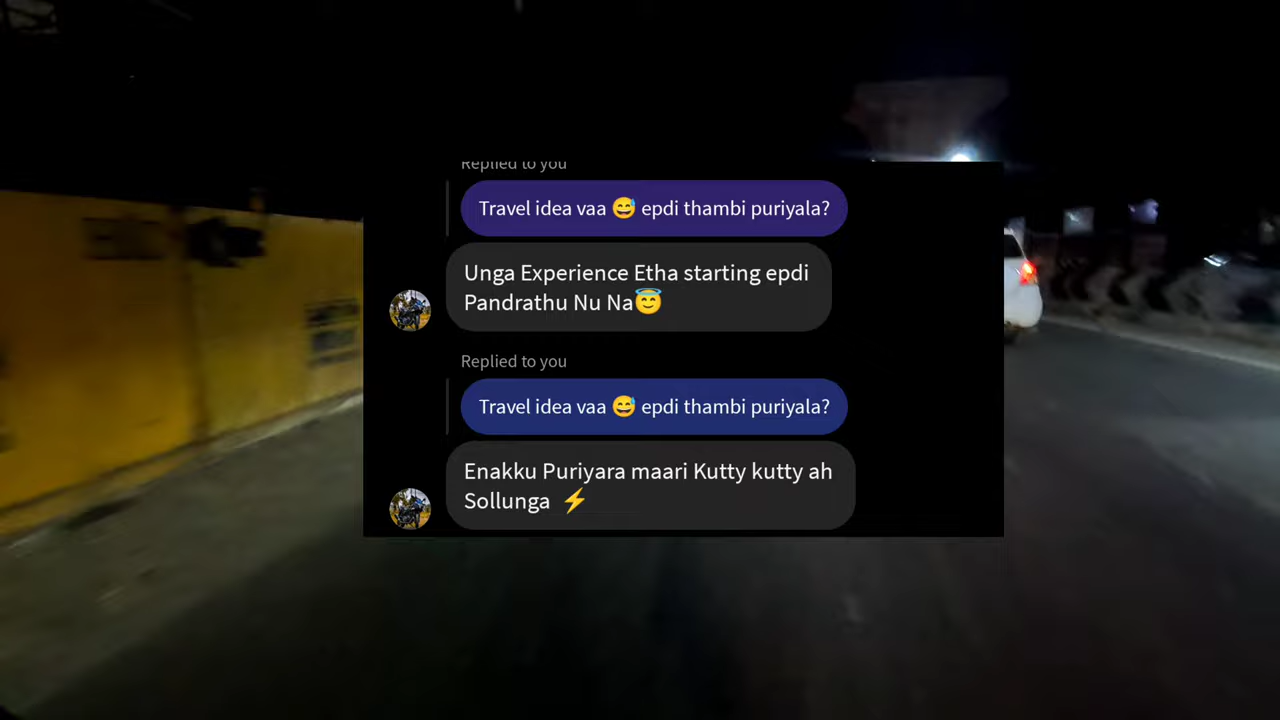 Replied to you
Travel idea vaa 😅 epdi thambi puriyala?
Unga Experience Etha starting epdi
Pandrathu Nu Na😇
Replied to you
Travel idea vaa 😅 epdi thambi puriyala?
Enakku Puriyara maari Kutty kutty ah
Sollunga ⚡